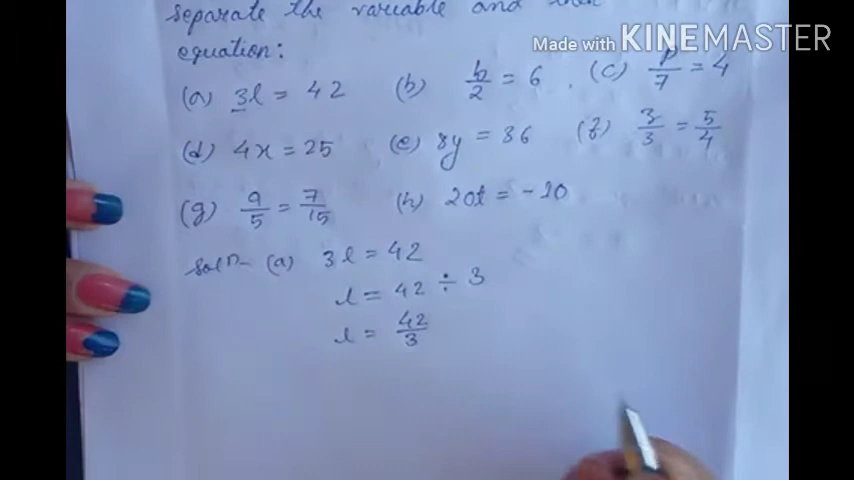 separate the variable and then
Made with KINEMASTER
equation:
(a) 3l = 42 (b) b/2 = 6 . (c) p/7 = 4
(d) 4x = 25 (e) 8y = 36 (f) z/3 = 5/4
(g) a/5 = 7/15 (h) 20t = -10
Soln- (a) 3l = 42
l = 42 ÷ 3
l = 42/3